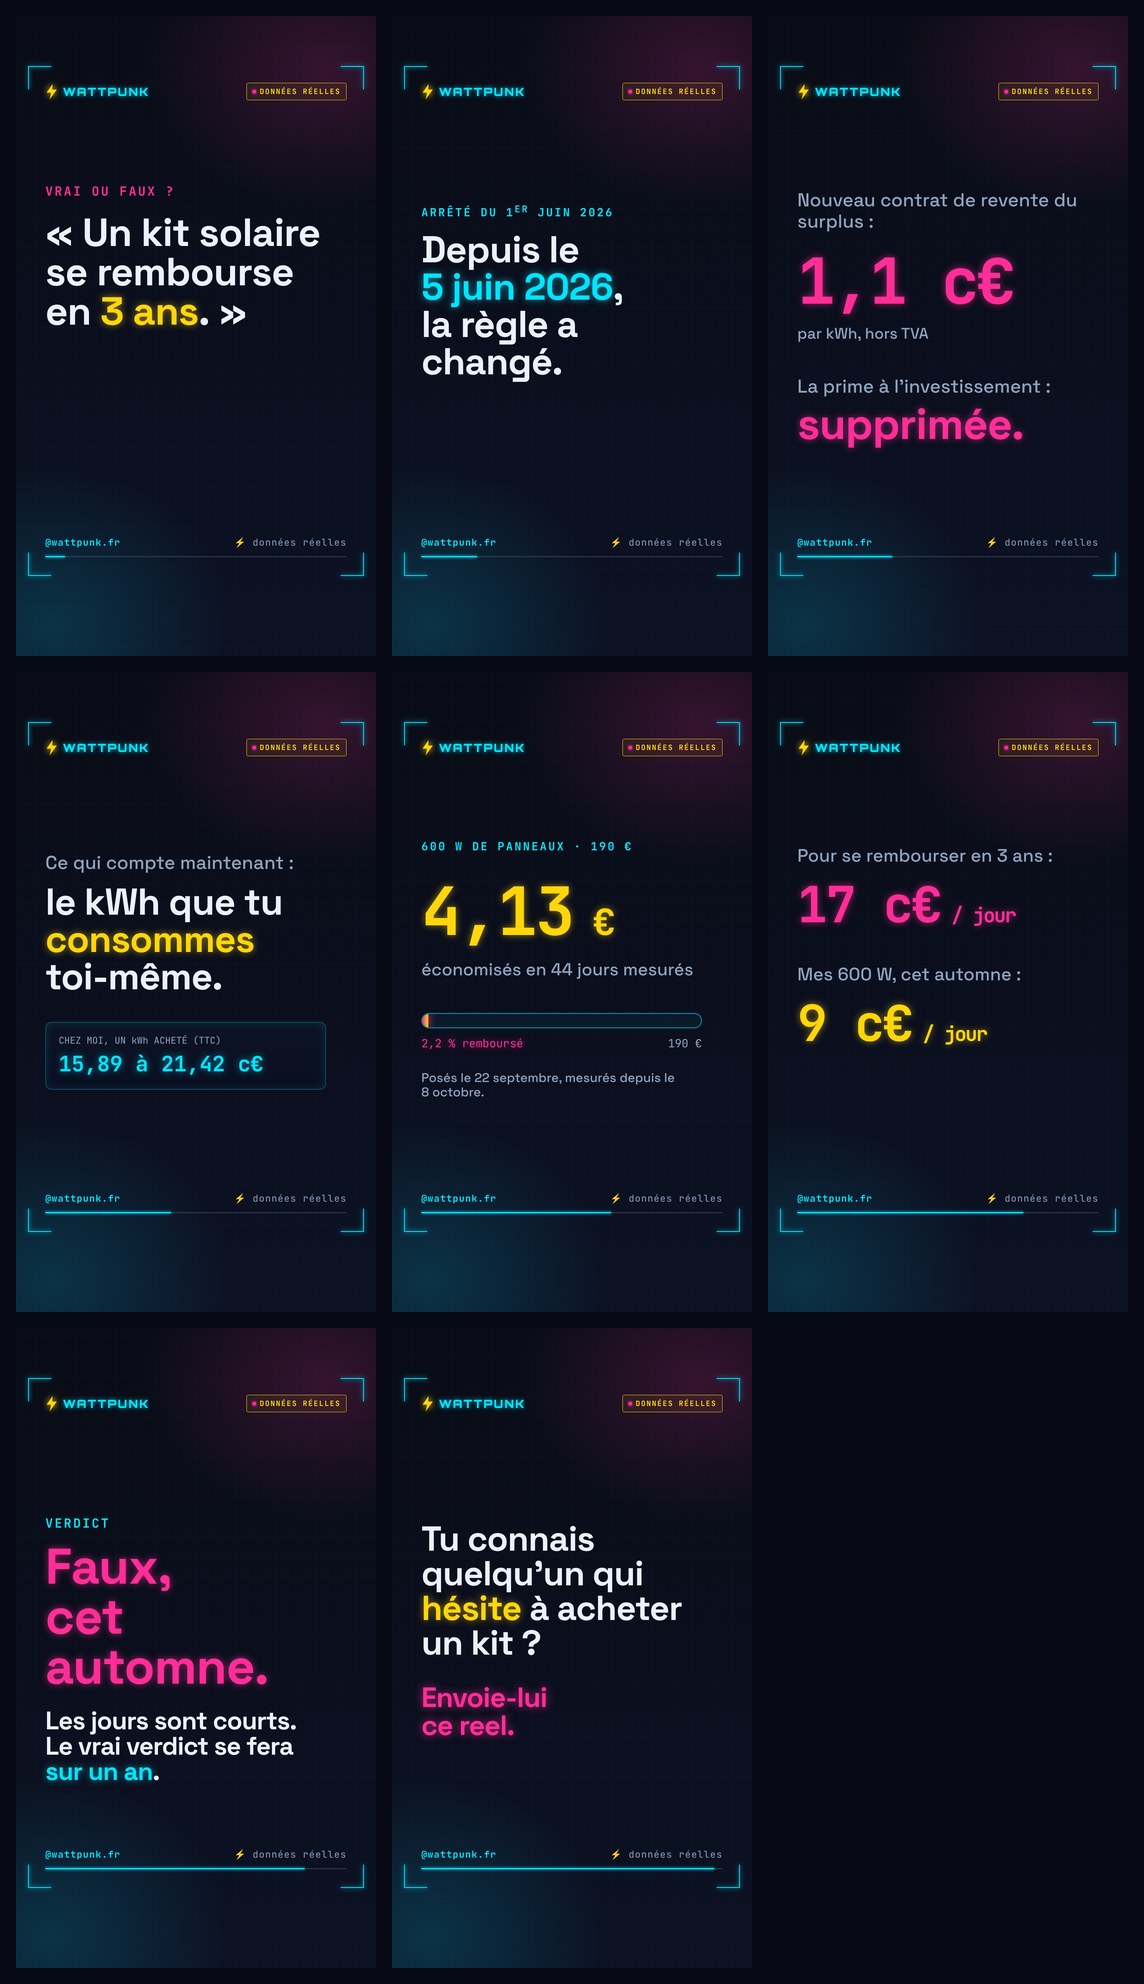 WATTPUNK
DONNÉES RÉELLES
VRAI OU FAUX ?
« Un kit solaire
se rembourse
en 3 ans. »
@wattpunk.fr
⚡ données réelles
WATTPUNK
DONNÉES RÉELLES
ARRÊTÉ DU 1ER JUIN 2026
Depuis le
5 juin 2026,
la règle a
changé.
@wattpunk.fr
⚡ données réelles
WATTPUNK
DONNÉES RÉELLES
Nouveau contrat de revente du
surplus :
1,1 c€
par kWh, hors TVA
La prime à l’investissement :
supprimée.
@wattpunk.fr
⚡ données réelles
WATTPUNK
DONNÉES RÉELLES
Ce qui compte maintenant :
le kWh que tu
consommes
toi-même.
CHEZ MOI, UN kWh ACHETÉ (TTC)
15,89 à 21,42 c€
@wattpunk.fr
⚡ données réelles
WATTPUNK
DONNÉES RÉELLES
600 W DE PANNEAUX · 190 €
4,13 €
économisés en 44 jours mesurés
2,2 % remboursé
190 €
Posés le 22 septembre, mesurés depuis le
8 octobre.
@wattpunk.fr
⚡ données réelles
WATTPUNK
DONNÉES RÉELLES
Pour se rembourser en 3 ans :
17 c€ / jour
Mes 600 W, cet automne :
9 c€ / jour
@wattpunk.fr
⚡ données réelles
WATTPUNK
DONNÉES RÉELLES
VERDICT
Faux,
cet
automne.
Les jours sont courts.
Le vrai verdict se fera
sur un an.
@wattpunk.fr
⚡ données réelles
WATTPUNK
DONNÉES RÉELLES
Tu connais
quelqu’un qui
hésite à acheter
un kit ?
Envoie-lui
ce reel.
@wattpunk.fr
⚡ données réelles